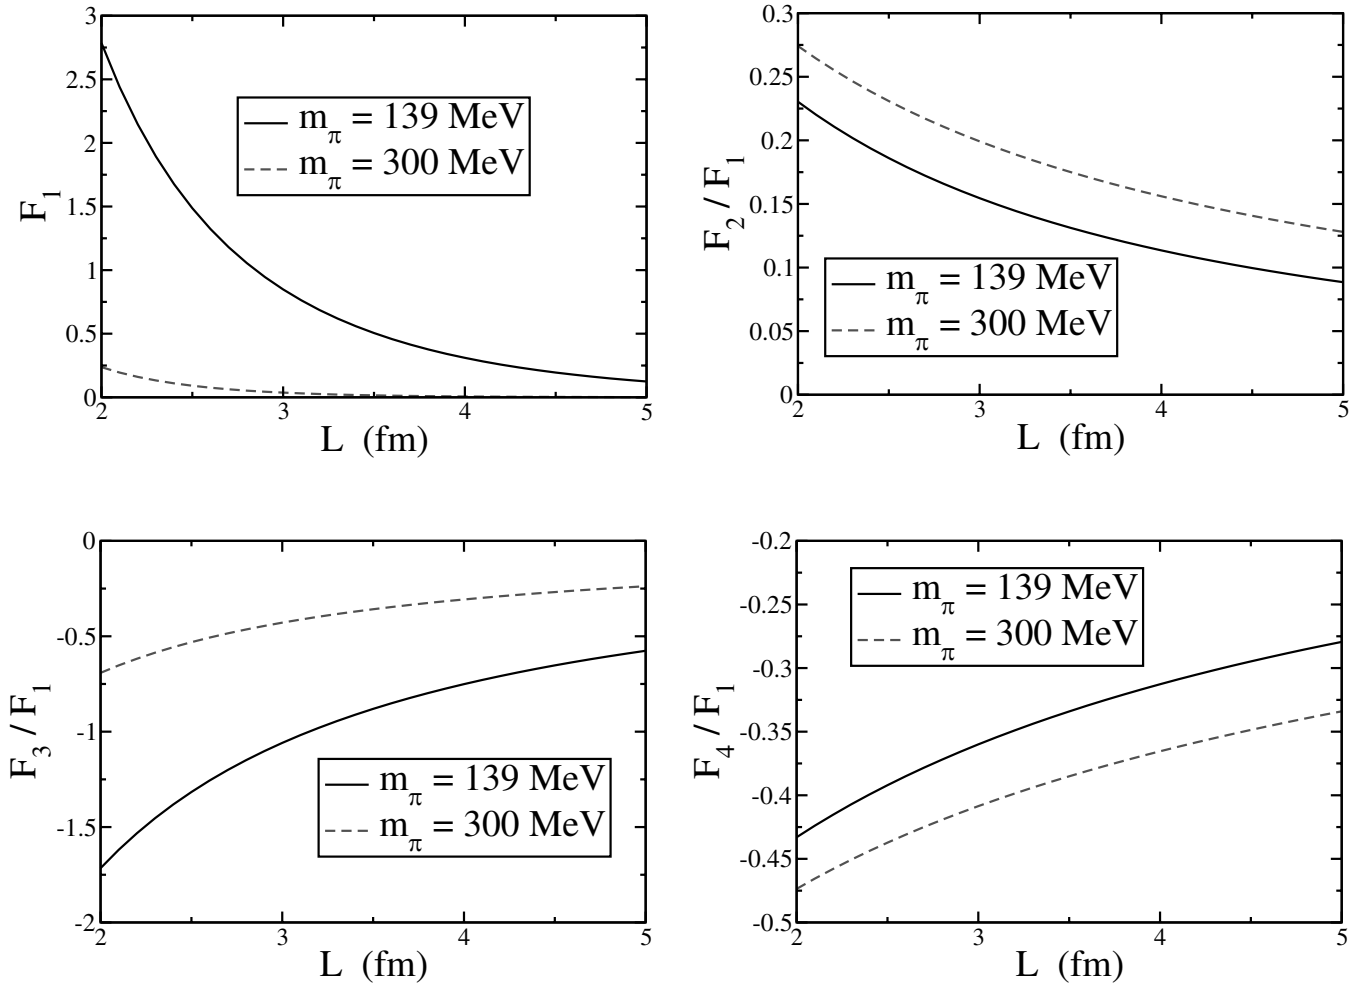 3
2.5
2
1.5
1
0.5
0
F1
m_π = 139 MeV
m_π = 300 MeV
2 3 4 5
L (fm)
0.3
0.25
0.2
0.15
0.1
0.05
0
F2 / F1
m_π = 139 MeV
m_π = 300 MeV
2 3 4 5
L (fm)
0
-0.5
-1
-1.5
-2
F3 / F1
m_π = 139 MeV
m_π = 300 MeV
2 3 4 5
L (fm)
-0.2
-0.25
-0.3
-0.35
-0.4
-0.45
-0.5
F4 / F1
m_π = 139 MeV
m_π = 300 MeV
2 3 4 5
L (fm)